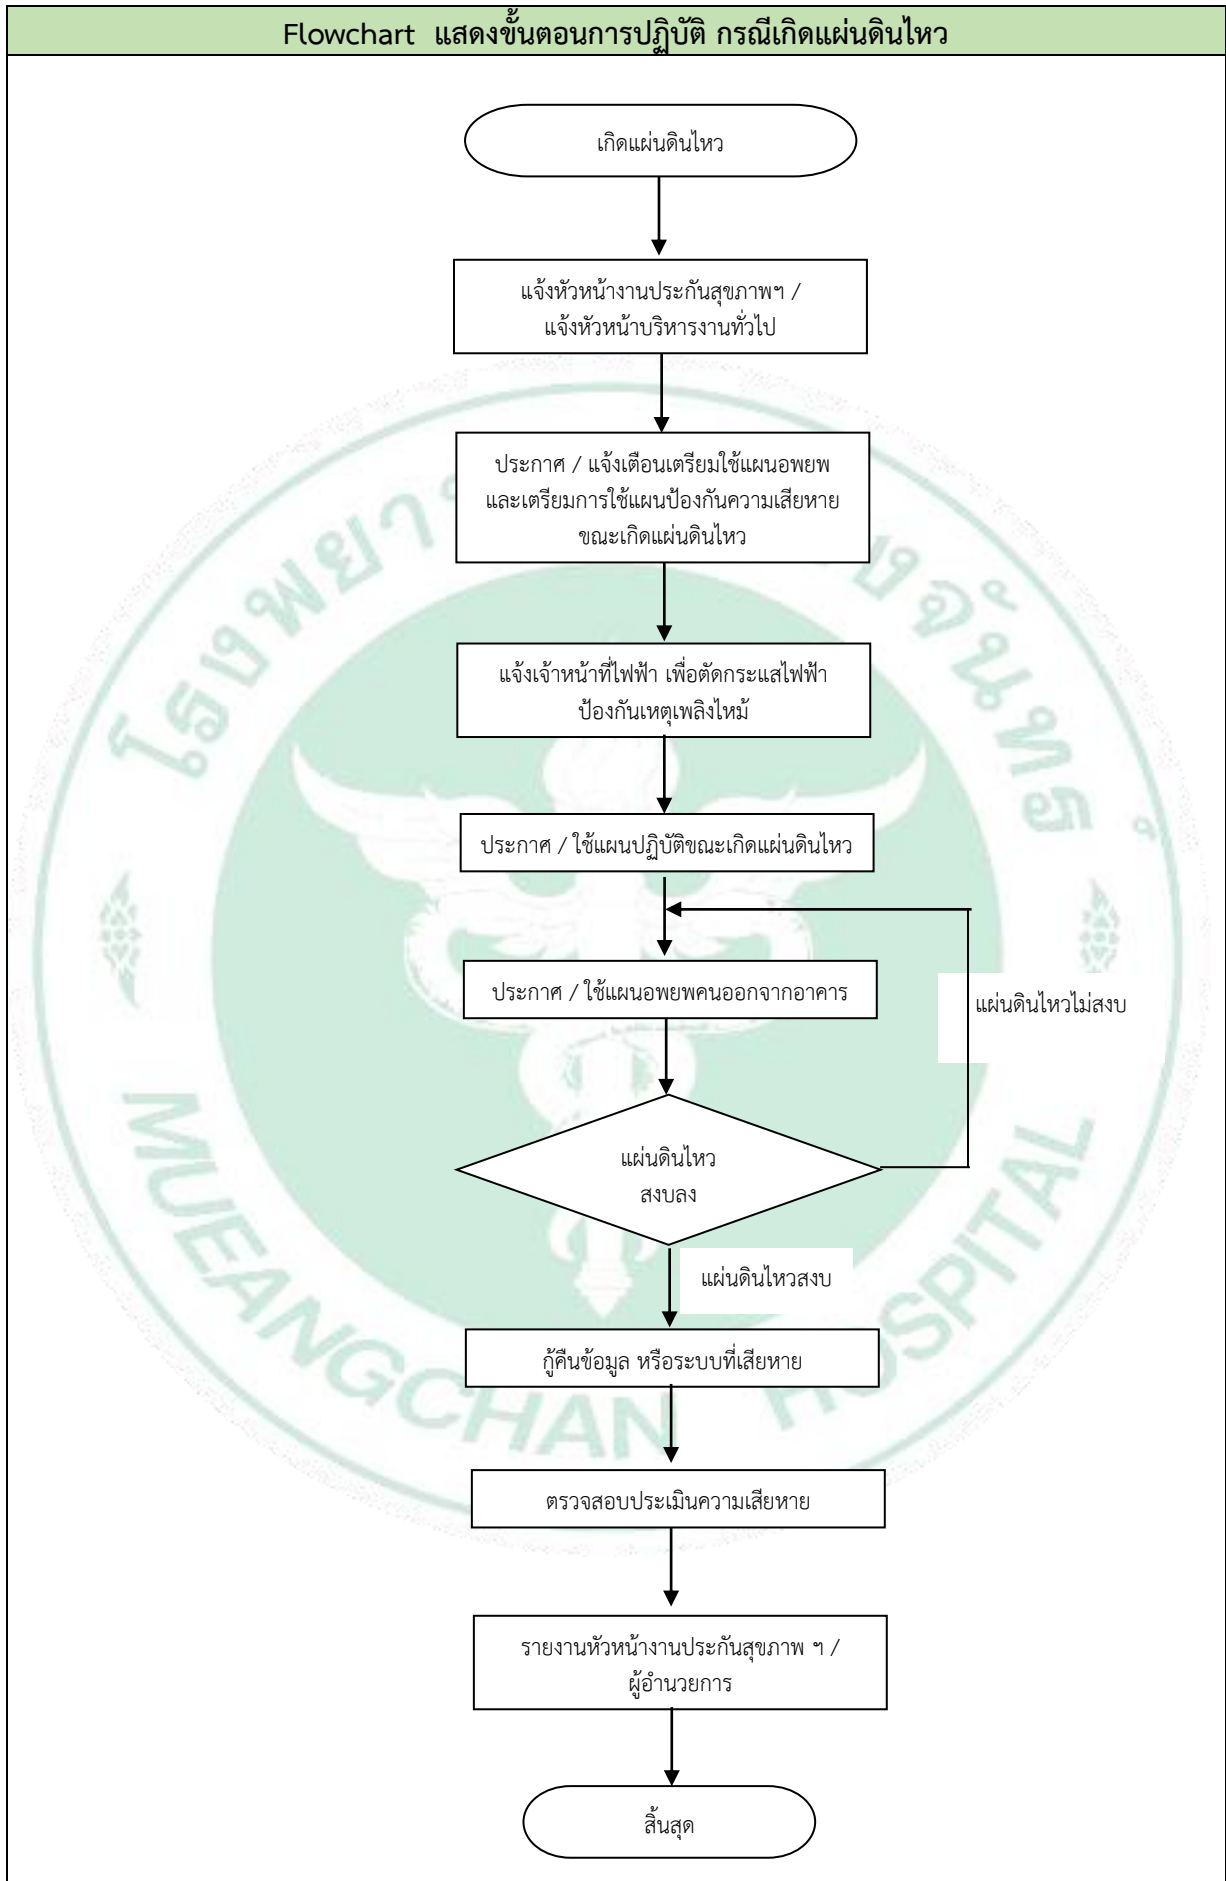 Flowchart แสดงขั้นตอนการปฏิบัติ กรณีเกิดแผ่นดินไหว
เกิดแผ่นดินไหว
แจ้งหัวหน้างานประกันสุขภาพฯ /
แจ้งหัวหน้าบริหารงานทั่วไป
ประกาศ / แจ้งเตือนเตรียมใช้แผนอพยพ
และเตรียมการใช้แผนป้องกันความเสียหาย
ขณะเกิดแผ่นดินไหว
แจ้งเจ้าหน้าที่ไฟฟ้า เพื่อตัดกระแสไฟฟ้า
ป้องกันเหตุเพลิงไหม้
ประกาศ / ใช้แผนปฏิบัติขณะเกิดแผ่นดินไหว
ประกาศ / ใช้แผนอพยพคนออกจากอาคาร
แผ่นดินไหวไม่สงบ
แผ่นดินไหว
สงบลง
แผ่นดินไหวสงบ
กู้คืนข้อมูล หรือระบบที่เสียหาย
ตรวจสอบประเมินความเสียหาย
รายงานหัวหน้างานประกันสุขภาพ ฯ /
ผู้อำนวยการ
สิ้นสุด
MUEANGCHAN HOSPITAL